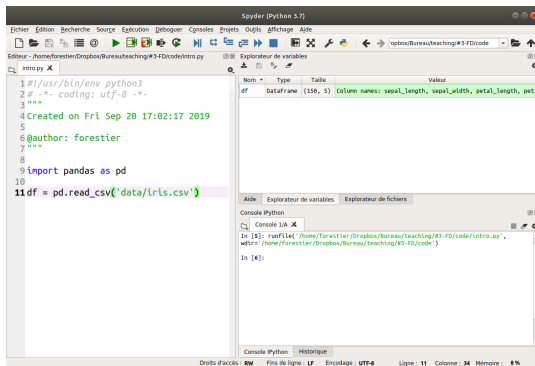 Spyder (Python 3.7)
Fichier Édition Recherche Source Exécution Déboguer Consoles Projets Outils Affichage Aide
opbox/Bureau/teaching/#3-FD/code
Éditeur - /home/forestier/Dropbox/Bureau/teaching/#3-FD/code/intro.py
intro.py
1 #!/usr/bin/env python3
2 # -*- coding: utf-8 -*-
3 """
4 Created on Fri Sep 20 17:02:17 2019
5
6 @author: forestier
7 """
8
9 import pandas as pd
10
11 df = pd.read_csv('data/iris.csv')
Explorateur de variables
Nom Type Taille Valeur
df DataFrame (150, 5) Column names: sepal_length, sepal_width, petal_length, pet
Aide Explorateur de variables Explorateur de fichiers
Console IPython
Console 1/A
In [5]: runfile('/home/forestier/Dropbox/Bureau/teaching/#3-FD/code/intro.py',
wdir='/home/forestier/Dropbox/Bureau/teaching/#3-FD/code')
In [6]:
Console IPython Historique
Droits d'accès : RW Fins de ligne : LF Encodage : UTF-8 Ligne : 11 Colonne : 34 Mémoire : 8 %